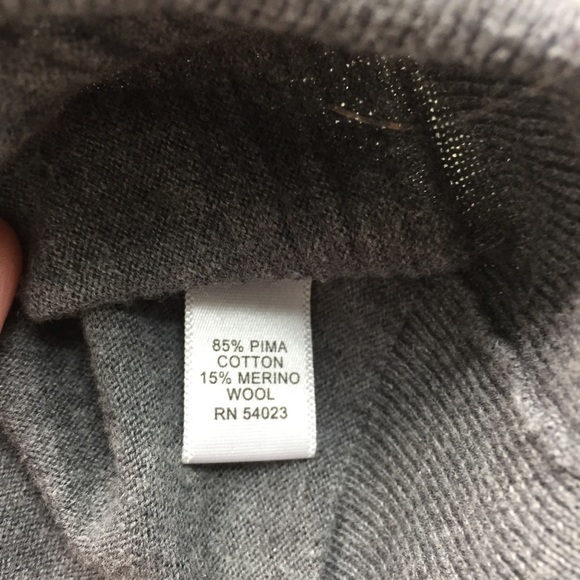 85% PIMA
COTTON
15% MERINO
WOOL
RN 54023